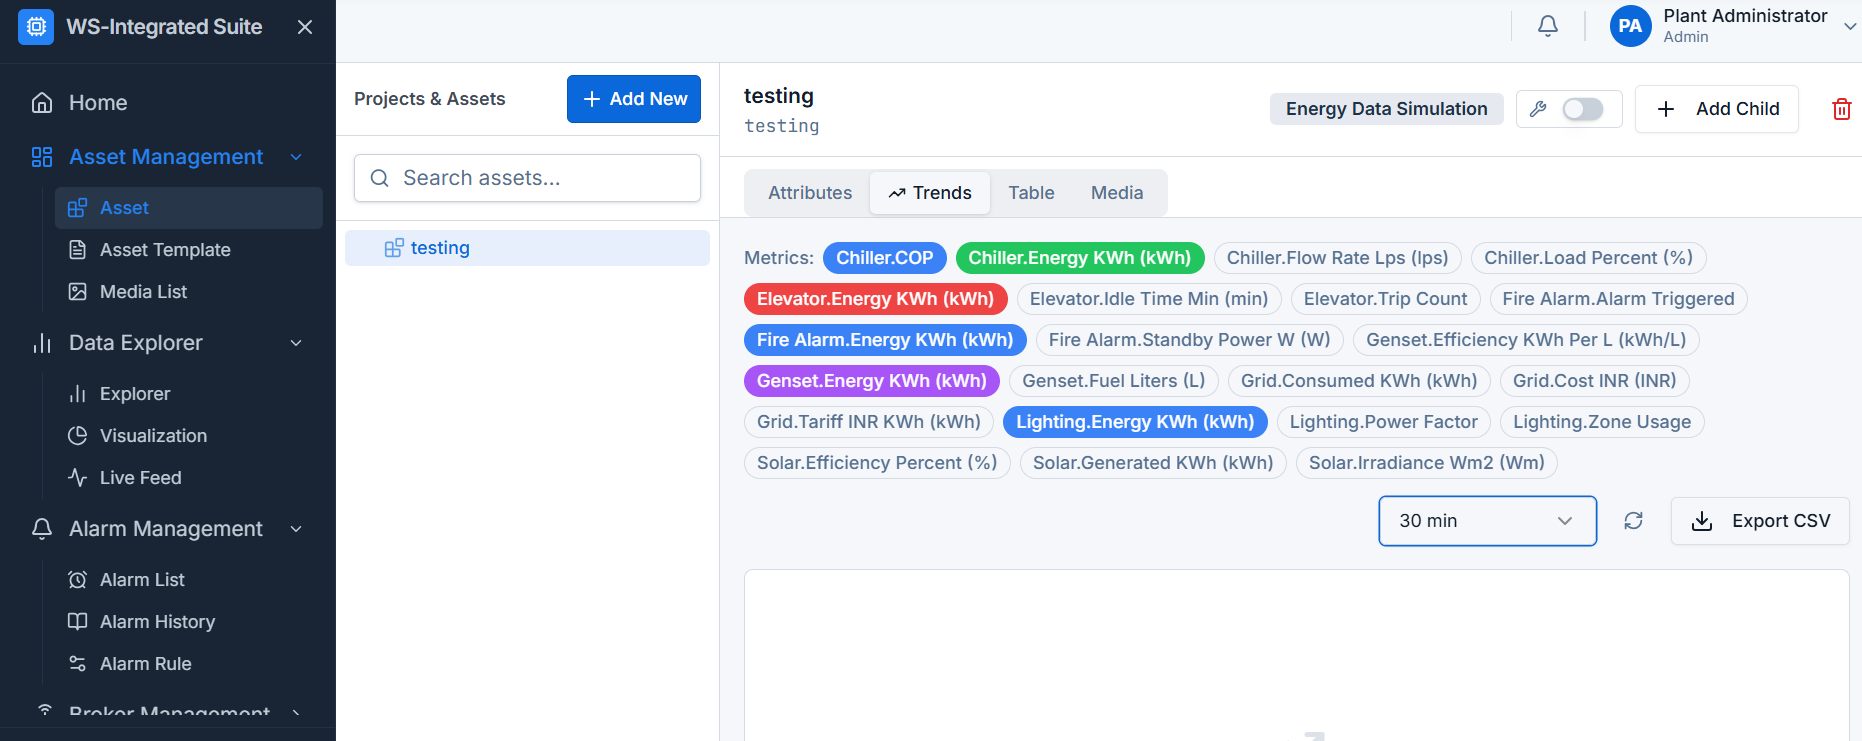 WS-Integrated Suite
Home
Asset Management
Asset
Asset Template
Media List
Data Explorer
Explorer
Visualization
Live Feed
Alarm Management
Alarm List
Alarm History
Alarm Rule
Broker Management
PA
Plant Administrator
Admin
Projects & Assets
Add New
Search assets...
testing
testing
testing
Energy Data Simulation
Add Child
Attributes
Trends
Table
Media
Metrics: Chiller.COP Chiller.Energy KWh (kWh) Chiller.Flow Rate Lps (lps) Chiller.Load Percent (%)
Elevator.Energy KWh (kWh) Elevator.Idle Time Min (min) Elevator.Trip Count Fire Alarm.Alarm Triggered
Fire Alarm.Energy KWh (kWh) Fire Alarm.Standby Power W (W) Genset.Efficiency KWh Per L (kWh/L)
Genset.Energy KWh (kWh) Genset.Fuel Liters (L) Grid.Consumed KWh (kWh) Grid.Cost INR (INR)
Grid.Tariff INR KWh (kWh) Lighting.Energy KWh (kWh) Lighting.Power Factor Lighting.Zone Usage
Solar.Efficiency Percent (%) Solar.Generated KWh (kWh) Solar.Irradiance Wm2 (Wm)
30 min
Export CSV